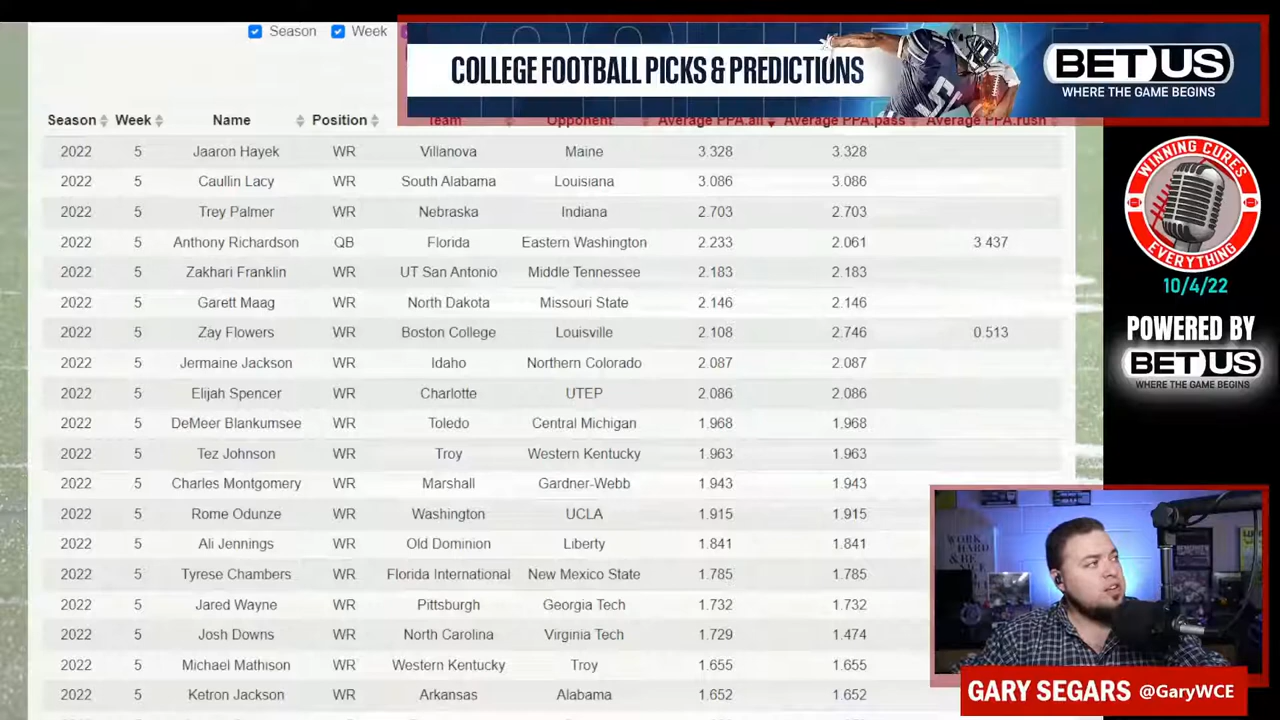 Season Week
COLLEGE FOOTBALL PICKS & PREDICTIONS
BETUS
WHERE THE GAME BEGINS
Season Week Name Position Team Opponent Average PPA.all Average PPA.pass Average PPA.rush
2022 5 Jaaron Hayek WR Villanova Maine 3.328 3.328
2022 5 Caullin Lacy WR South Alabama Louisiana 3.086 3.086
2022 5 Trey Palmer WR Nebraska Indiana 2.703 2.703
2022 5 Anthony Richardson QB Florida Eastern Washington 2.233 2.061 3.437
2022 5 Zakhari Franklin WR UT San Antonio Middle Tennessee 2.183 2.183
2022 5 Garett Maag WR North Dakota Missouri State 2.146 2.146
2022 5 Zay Flowers WR Boston College Louisville 2.108 2.746 0.513
2022 5 Jermaine Jackson WR Idaho Northern Colorado 2.087 2.087
2022 5 Elijah Spencer WR Charlotte UTEP 2.086 2.086
2022 5 DeMeer Blankumsee WR Toledo Central Michigan 1.968 1.968
2022 5 Tez Johnson WR Troy Western Kentucky 1.963 1.963
2022 5 Charles Montgomery WR Marshall Gardner-Webb 1.943 1.943
2022 5 Rome Odunze WR Washington UCLA 1.915 1.915
2022 5 Ali Jennings WR Old Dominion Liberty 1.841 1.841
2022 5 Tyrese Chambers WR Florida International New Mexico State 1.785 1.785
2022 5 Jared Wayne WR Pittsburgh Georgia Tech 1.732 1.732
2022 5 Josh Downs WR North Carolina Virginia Tech 1.729 1.474
2022 5 Michael Mathison WR Western Kentucky Troy 1.655 1.655
2022 5 Ketron Jackson WR Arkansas Alabama 1.652 1.652
WINNING CURES
EVERYTHING
10/4/22
POWERED BY
BETUS
WHERE THE GAME BEGINS
WORK
HARD
GARY SEGARS @GaryWCE